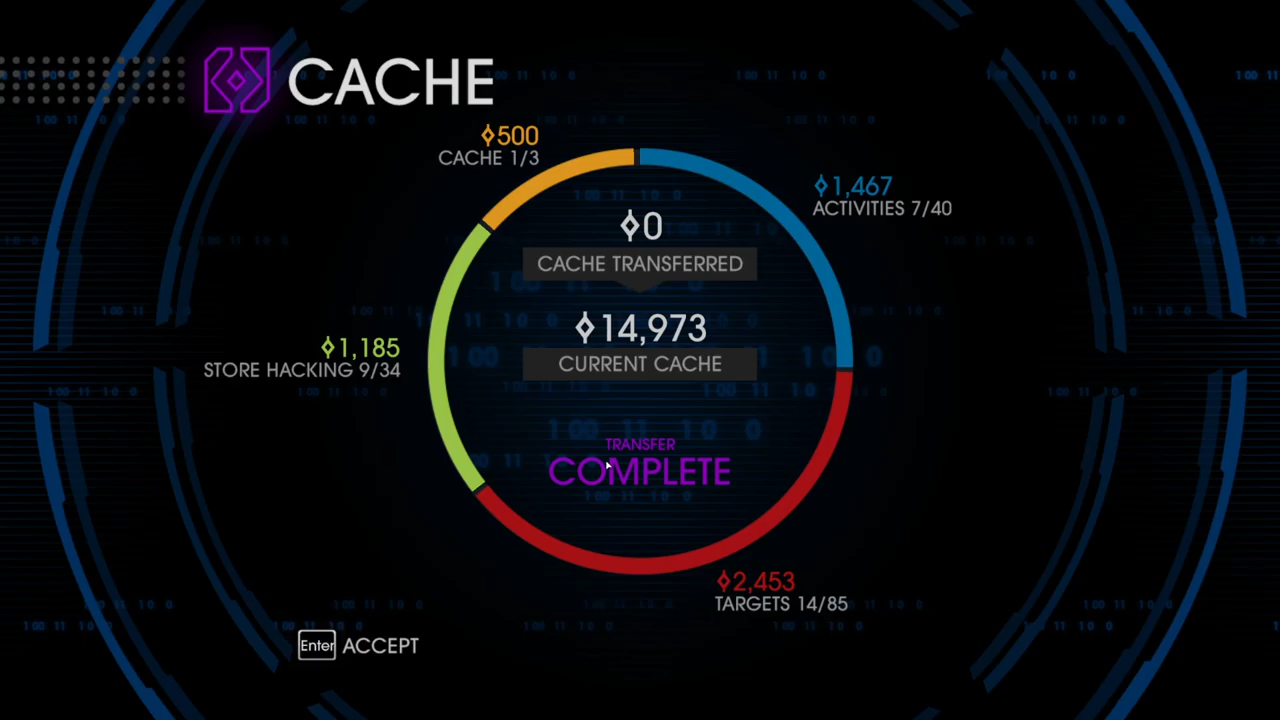 CACHE
500
CACHE 1/3
1,467
ACTIVITIES 7/40
0
CACHE TRANSFERRED
14,973
CURRENT CACHE
1,185
STORE HACKING 9/34
TRANSFER
COMPLETE
2,453
TARGETS 14/85
Enter ACCEPT